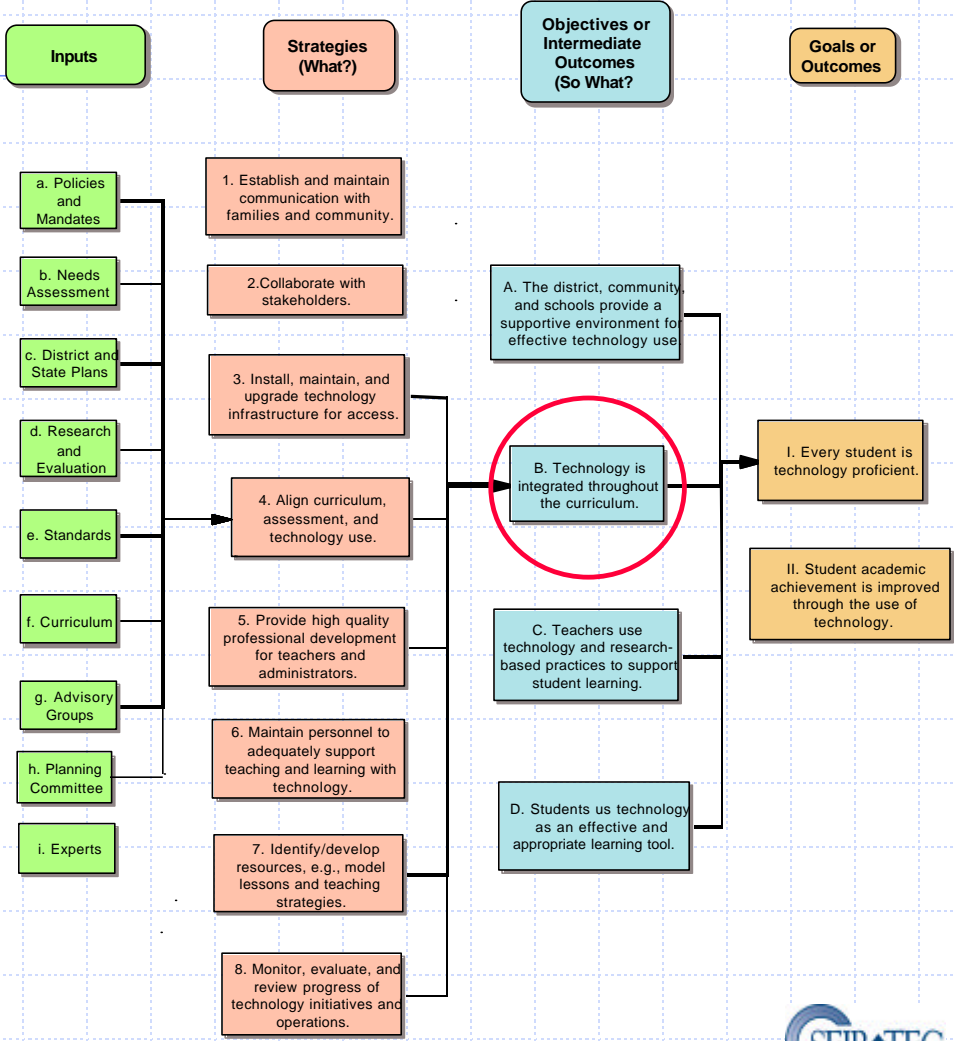 Inputs
Strategies
(What?)
Objectives or
Intermediate
Outcomes
(So What?
Goals or
Outcomes
a. Policies
and
Mandates
b. Needs
Assessment
c. District and
State Plans
d. Research
and
Evaluation
e. Standards
f. Curriculum
g. Advisory
Groups
h. Planning
Committee
i. Experts
1. Establish and maintain
communication with
families and community.
2.Collaborate with
stakeholders.
3. Install, maintain, and
upgrade technology
infrastructure for access.
4. Align curriculum,
assessment, and
technology use.
5. Provide high quality
professional development
for teachers and
administrators.
6. Maintain personnel to
adequately support
teaching and learning with
technology.
7. Identify/develop
resources, e.g., model
lessons and teaching
strategies.
8. Monitor, evaluate, and
review progress of
technology initiatives and
operations.
A. The district, community,
and schools provide a
supportive environment for
effective technology use.
B. Technology is
integrated throughout
the curriculum.
C. Teachers use
technology and research-
based practices to support
student learning.
D. Students us technology
as an effective and
appropriate learning tool.
I. Every student is
technology proficient.
II. Student academic
achievement is improved
through the use of
technology.